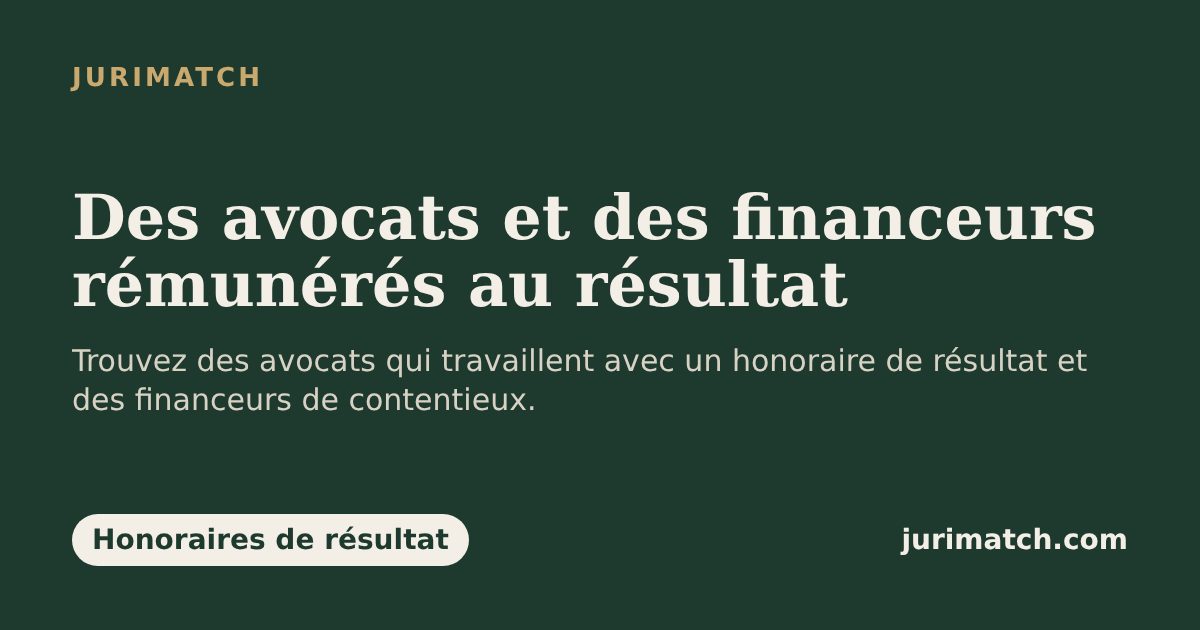 JURIMATCH
Des avocats et des financeurs
rémunérés au résultat
Trouvez des avocats qui travaillent avec un honoraire de résultat et
des financeurs de contentieux.
Honoraires de résultat
jurimatch.com